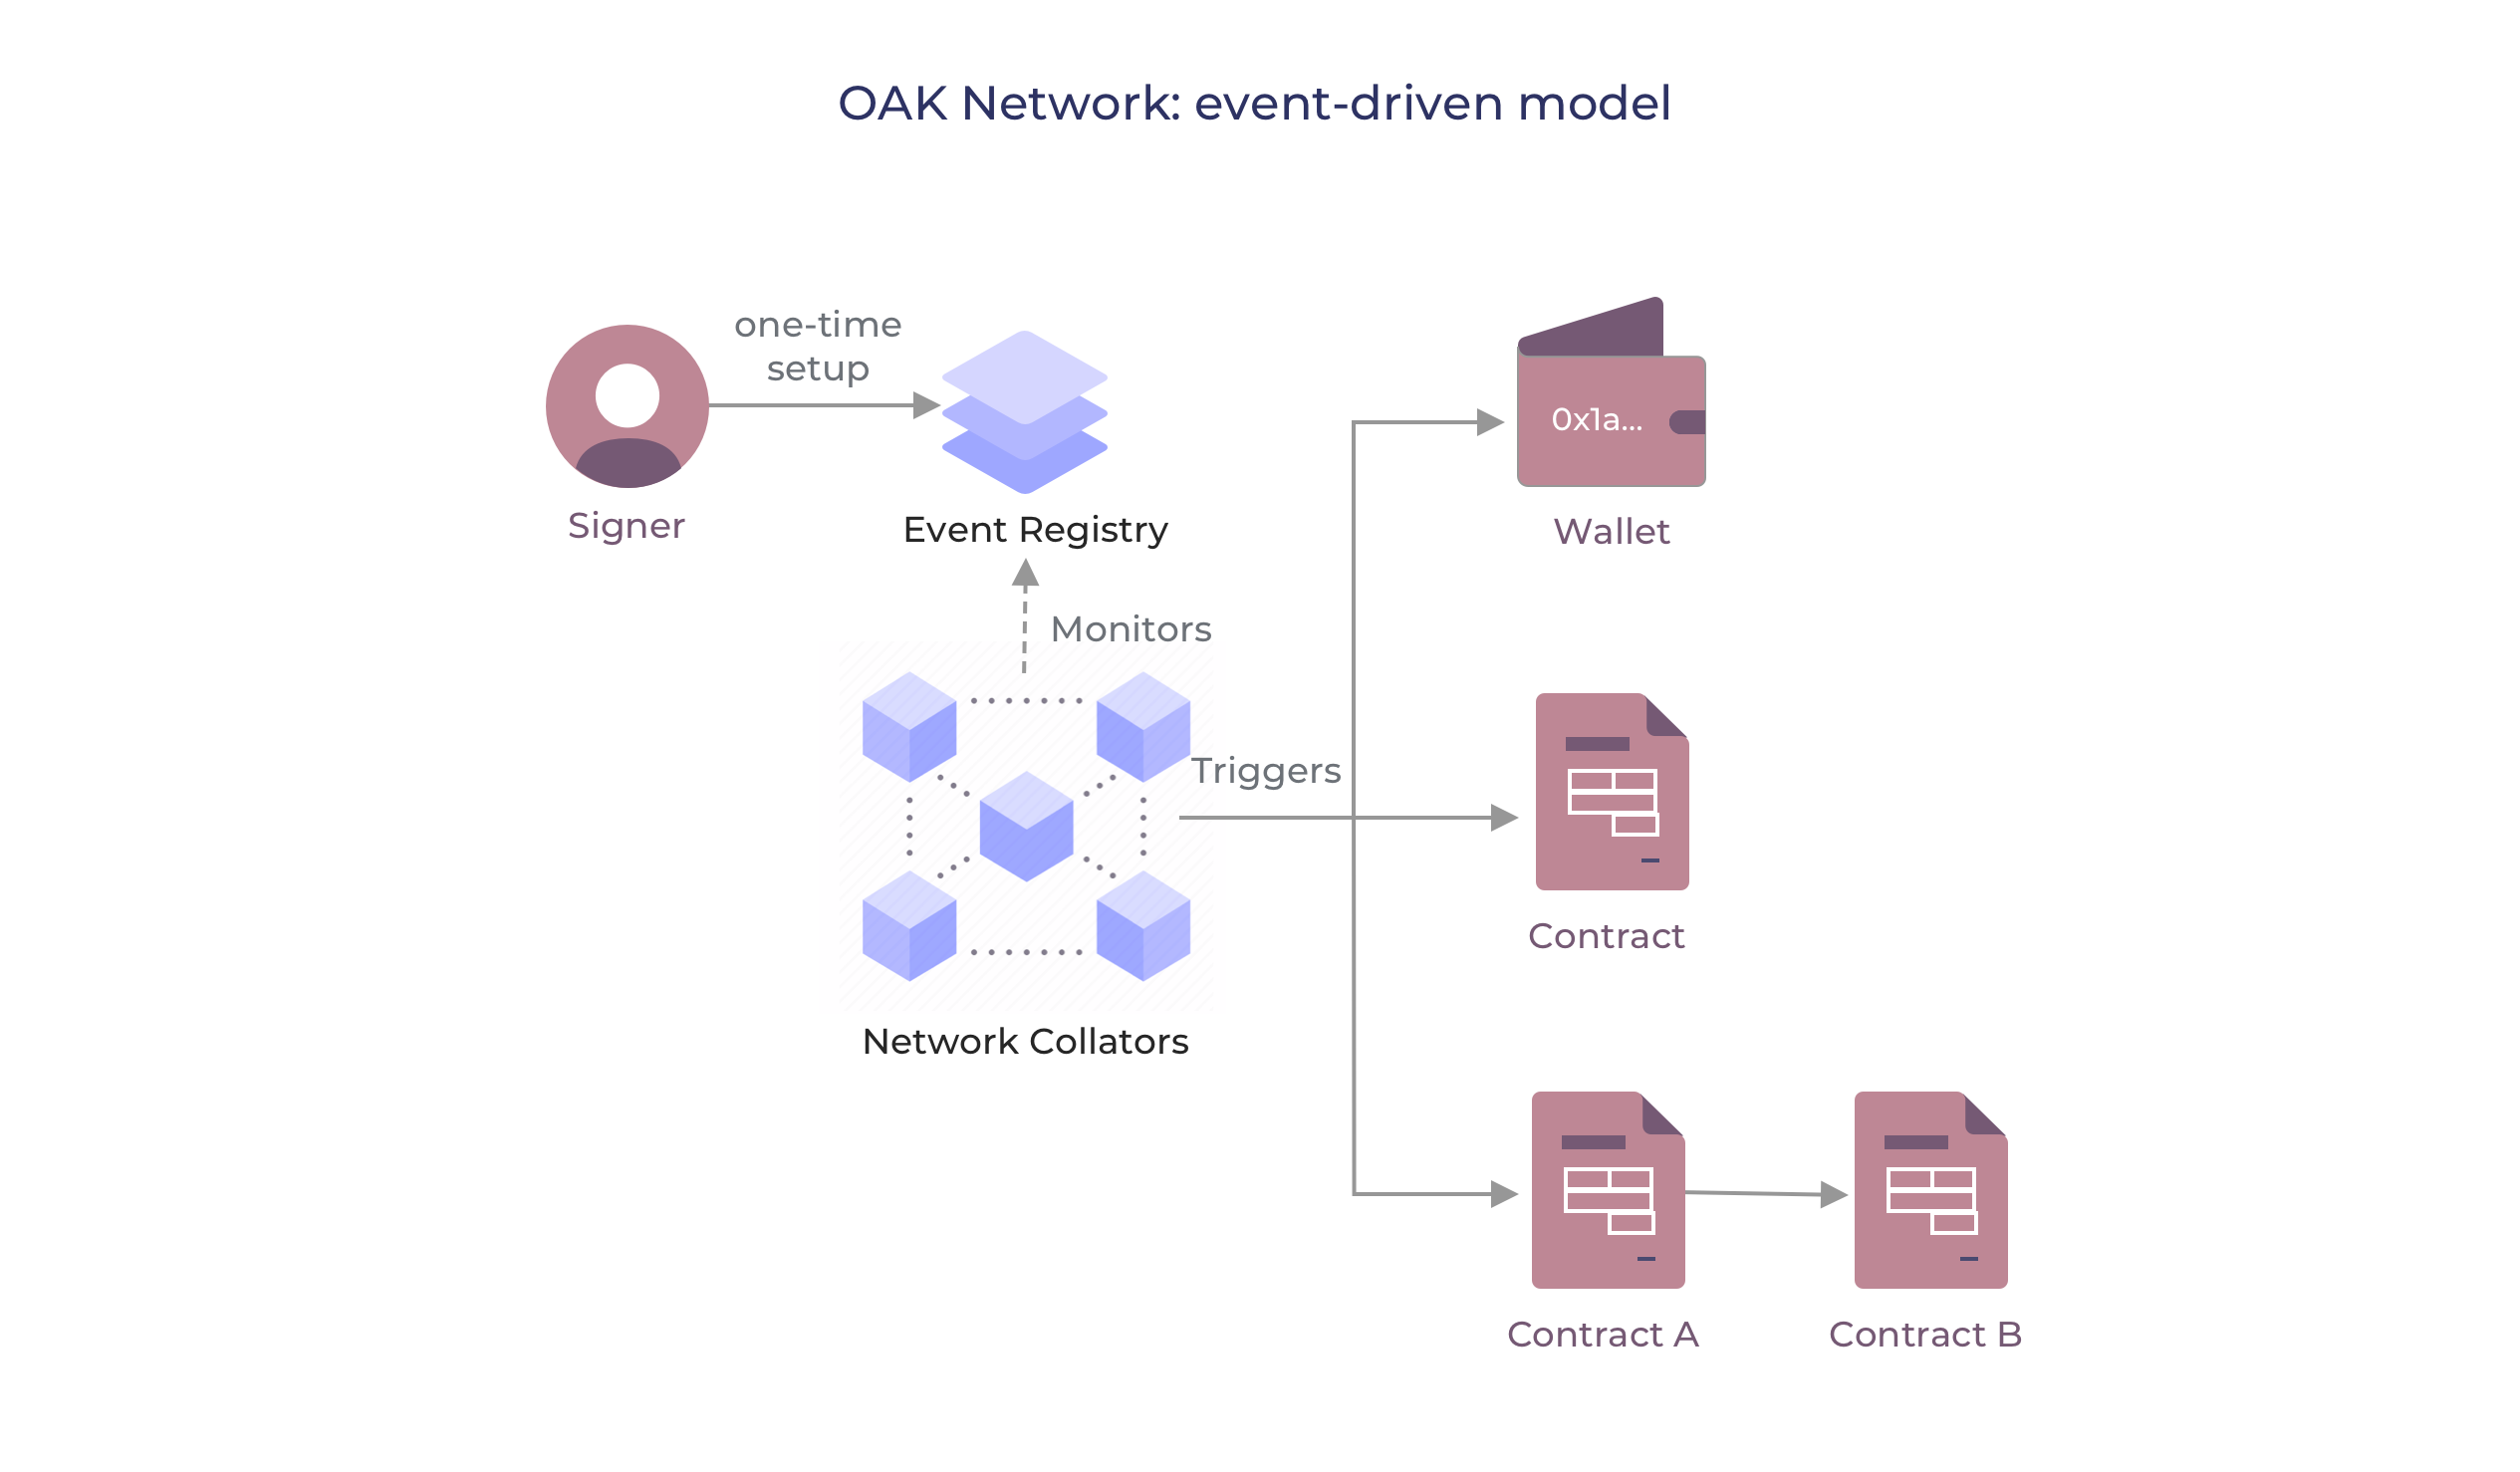 OAK Network: event-driven model
one-time
setup
Signer
Event Registry
0x1a...
Wallet
Monitors
Triggers
Contract
Network Collators
Contract A
Contract B